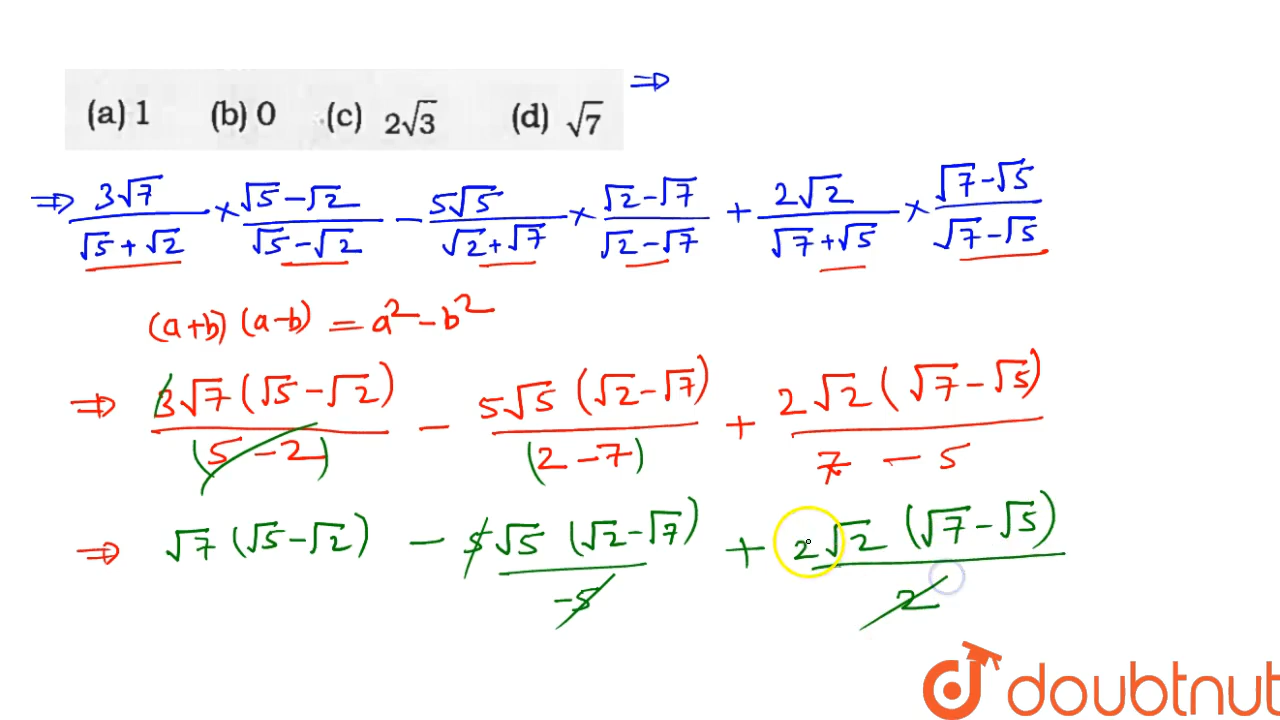 (a) 1 (b) 0 (c) 2√3 (d) √7 ⇒
⇒ 3√7/(√5 + √2) × (√5 − √2)/(√5 − √2) − 5√5/(√2 + √7) × (√2 − √7)/(√2 − √7) + 2√2/(√7 + √5) × (√7 − √5)/(√7 − √5)
(a+b) (a−b) = a² − b²
⇒ 3√7 (√5 − √2)/(5 − 2) − 5√5 (√2 − √7)/(2 − 7) + 2√2 (√7 − √5)/7 − 5
⇒ √7 (√5 − √2) − 5√5 (√2 − √7)/−5 + 2√2 (√7 − √5)/2
doubtnut